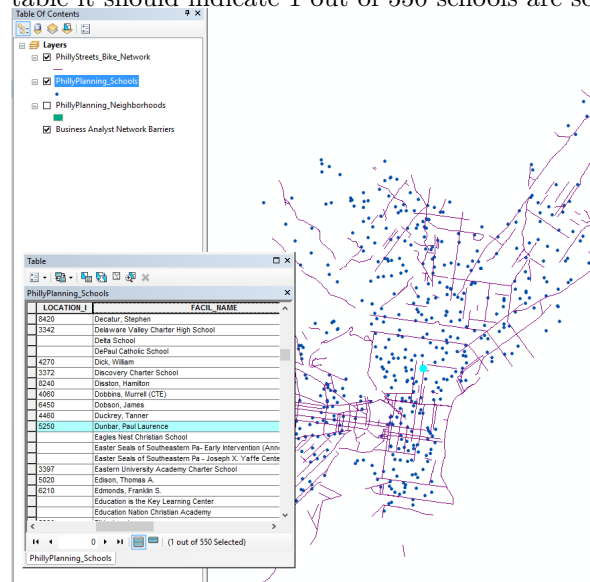 table it should indicate 1 out of 550 schools are se
Table Of Contents
Layers
PhillyStreets_Bike_Network
PhillyPlanning_Schools
PhillyPlanning_Neighborhoods
Business Analyst Network Barriers
Table
PhillyPlanning_Schools
LOCATION_I FACIL_NAME
8420 Decatur, Stephen
3342 Delaware Valley Charter High School
Delta School
DePaul Catholic School
4270 Dick, William
3372 Discovery Charter School
8240 Disston, Hamilton
4060 Dobbins, Murrell (CTE)
6450 Dobson, James
4460 Duckrey, Tanner
5250 Dunbar, Paul Laurence
Eagles Nest Christian School
Easter Seals of Southeastern Pa- Early Intervention (Ann
Easter Seals of Southeastern Pa - Joseph X. Yaffe Cente
3397 Eastern University Academy Charter School
5020 Edison, Thomas A.
6210 Edmonds, Franklin S.
Education is the Key Learning Center
Education Nation Christian Academy
0 (1 out of 550 Selected)
PhillyPlanning_Schools